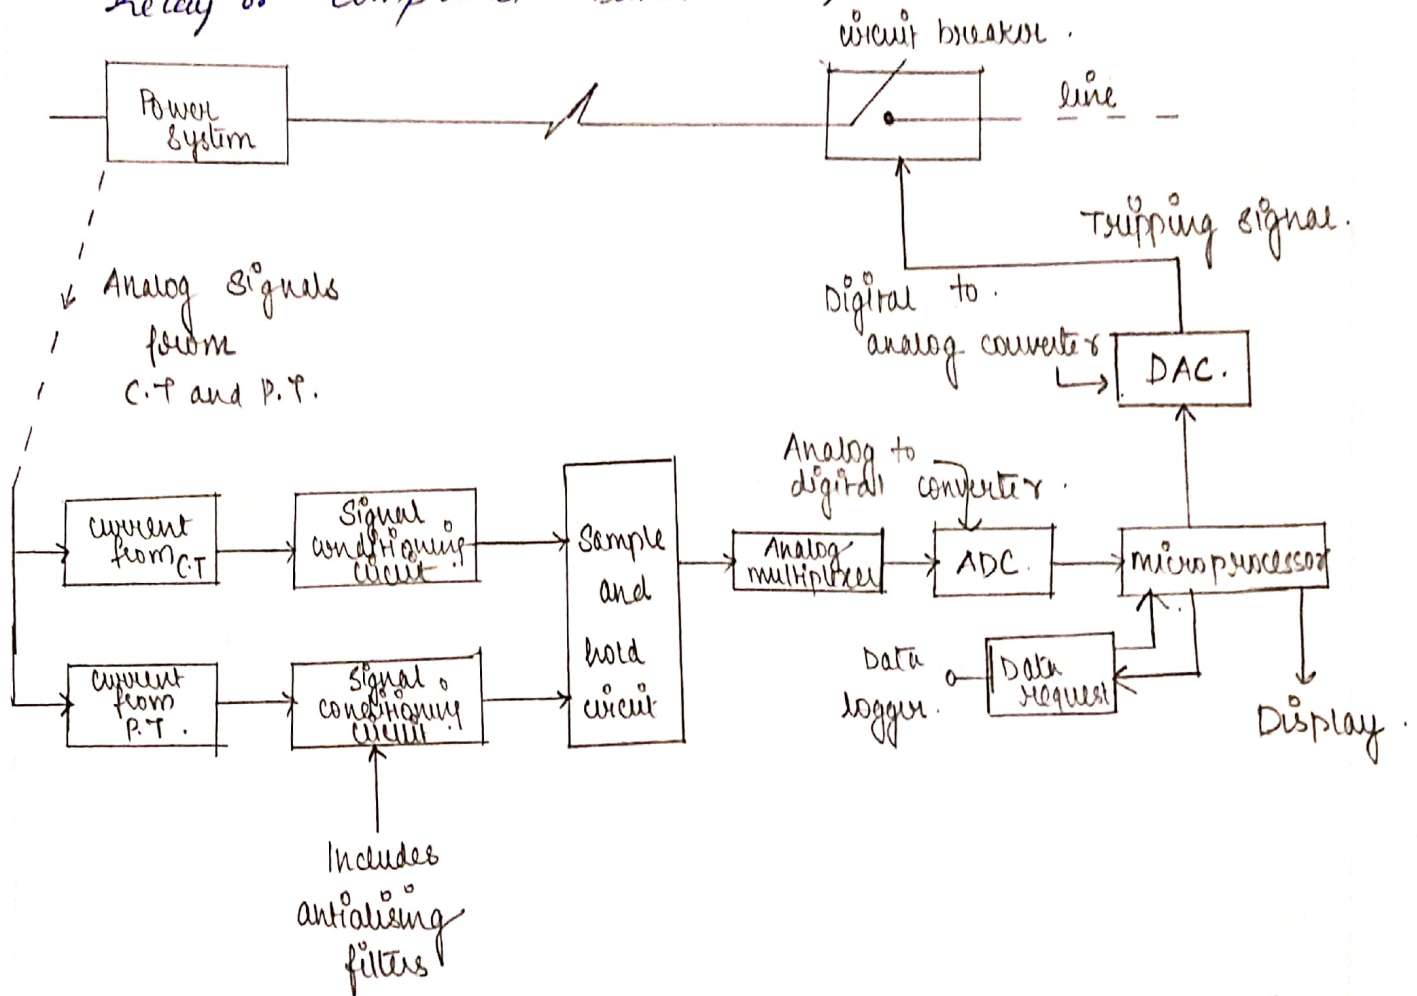 Relay or
circuit breaker .
Power
system
line
Tripping signal.
Analog signals
from
C.T and P.T.
Digital to .
analog converter
DAC.
Analog to
digital converter .
current
from C.T
Signal
conditioning
circuit .
Sample
and
hold
circuit
Analog
multiplexer
ADC.
microprocessor
current
from
P.T .
Signal
conditioning
circuit .
Data
logger.
Data
request
Display .
Includes
antialising
filters